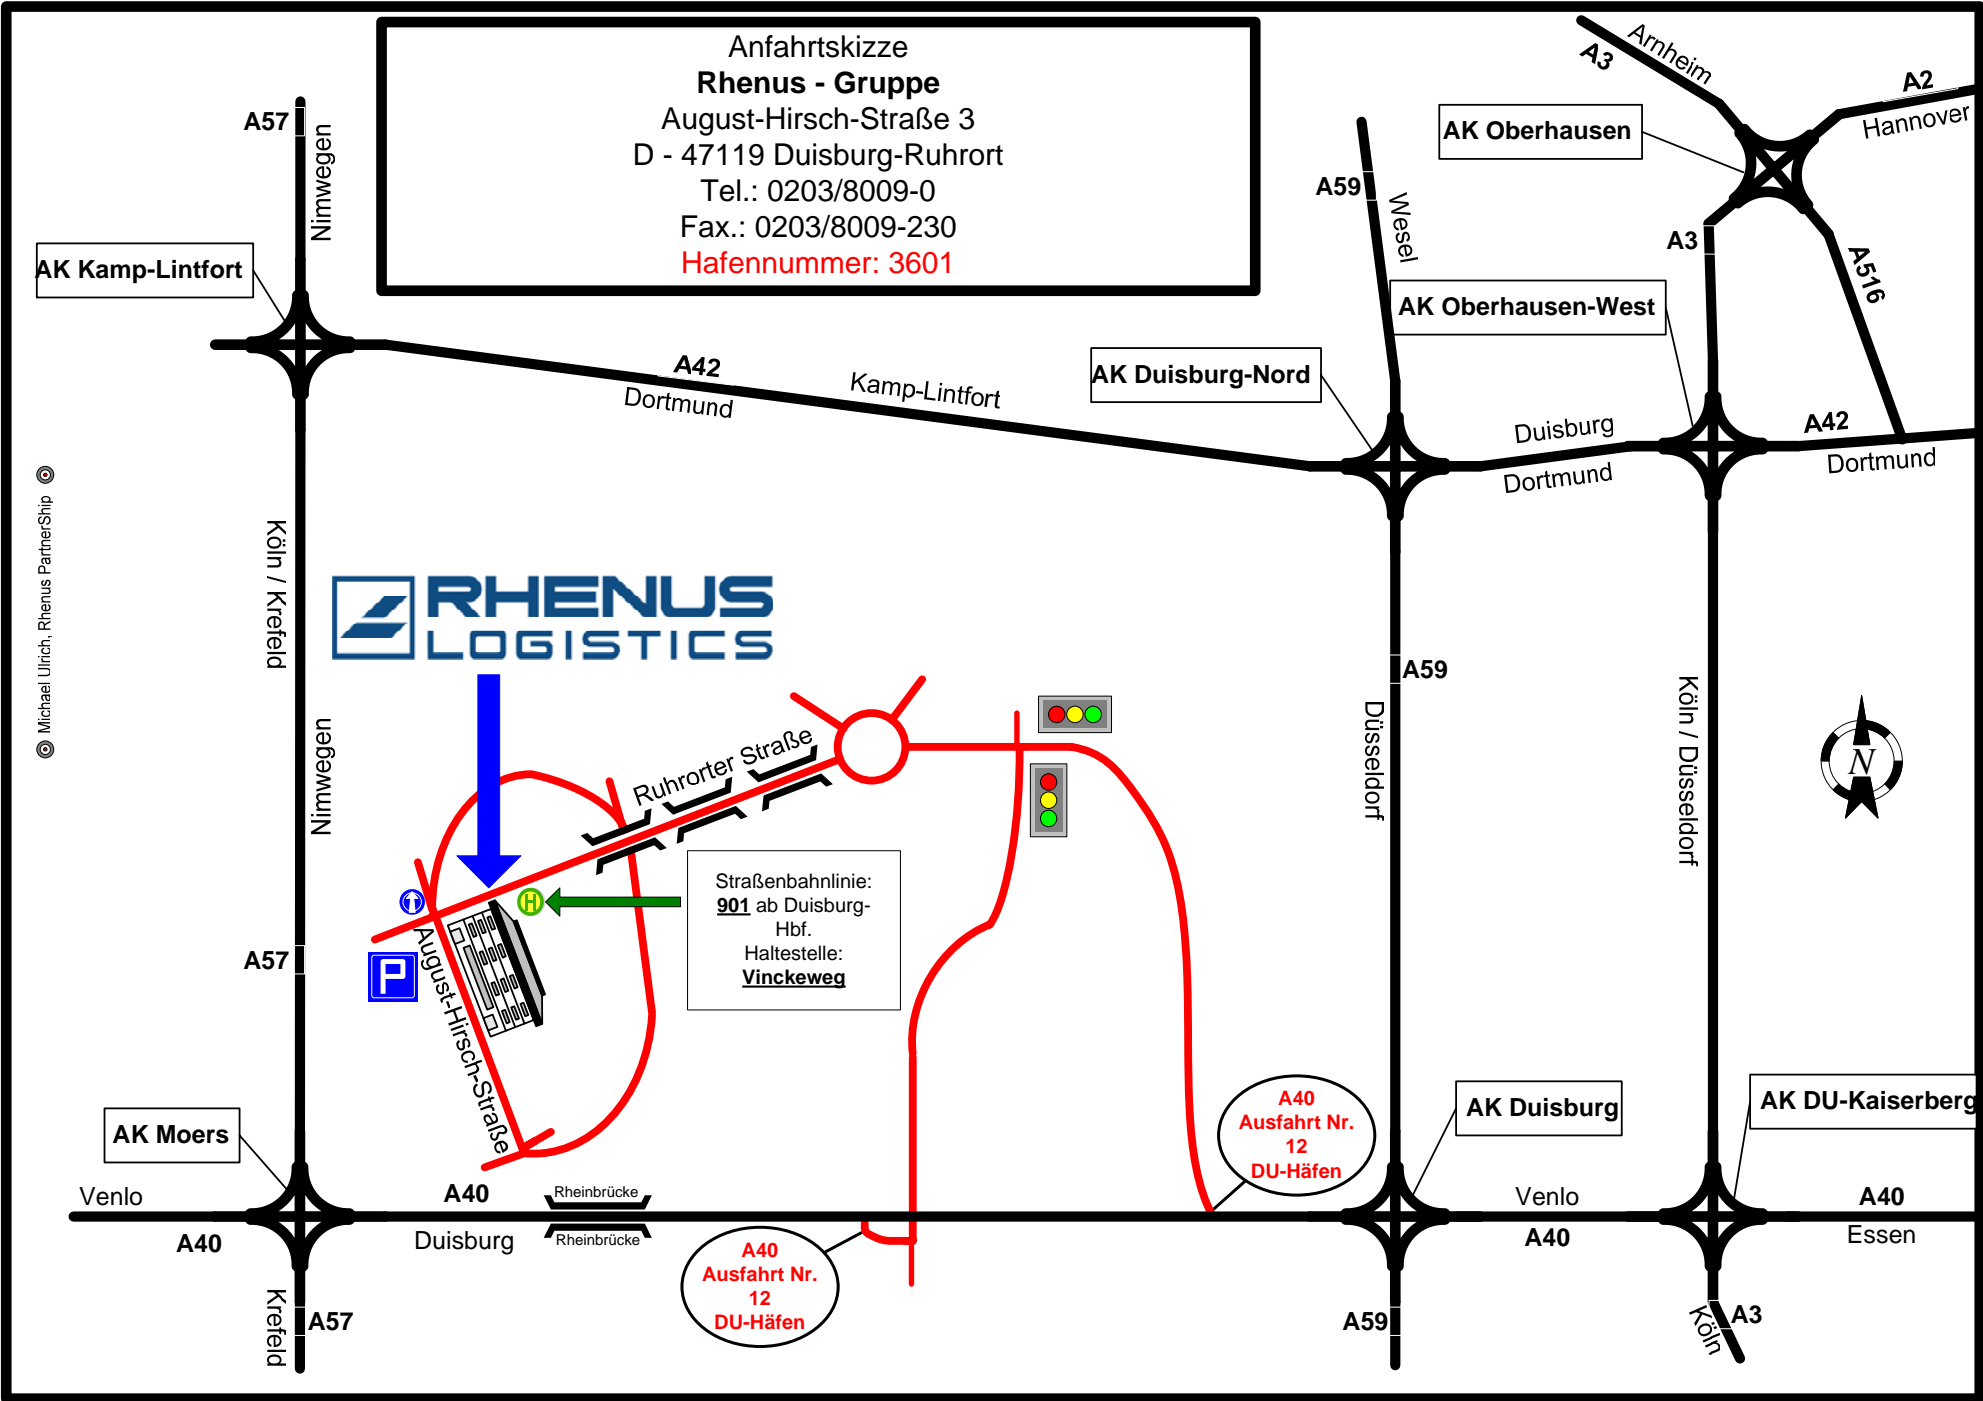 Anfahrtskizze
Rhenus - Gruppe
August-Hirsch-Straße 3
D - 47119 Duisburg-Ruhrort
Tel.: 0203/8009-0
Fax.: 0203/8009-230
Hafennummer: 3601
A57
Nimwegen
AK Kamp-Lintfort
A42
Dortmund
Kamp-Lintfort
A59
Wesel
AK Duisburg-Nord
AK Oberhausen-West
AK Oberhausen
A3
Arnheim
A2
Hannover
A3
A516
Duisburg
Dortmund
A42
Dortmund
Michael Ulrich, Rhenus PartnerShip
Köln / Krefeld
Nimwegen
A57
RHENUS
LOGISTICS
Ruhrorter Straße
August-Hirsch-Straße
P
H
Straßenbahnlinie:
901 ab Duisburg-
Hbf.
Haltestelle:
Vinckeweg
A59
Düsseldorf
Köln / Düsseldorf
N
AK Moers
Venlo
A40
A40
Duisburg
Rheinbrücke
Rheinbrücke
Krefeld
A57
A40
Ausfahrt Nr.
12
DU-Häfen
A40
Ausfahrt Nr.
12
DU-Häfen
AK Duisburg
AK DU-Kaiserberg
Venlo
A40
A40
Essen
A59
Köln
A3